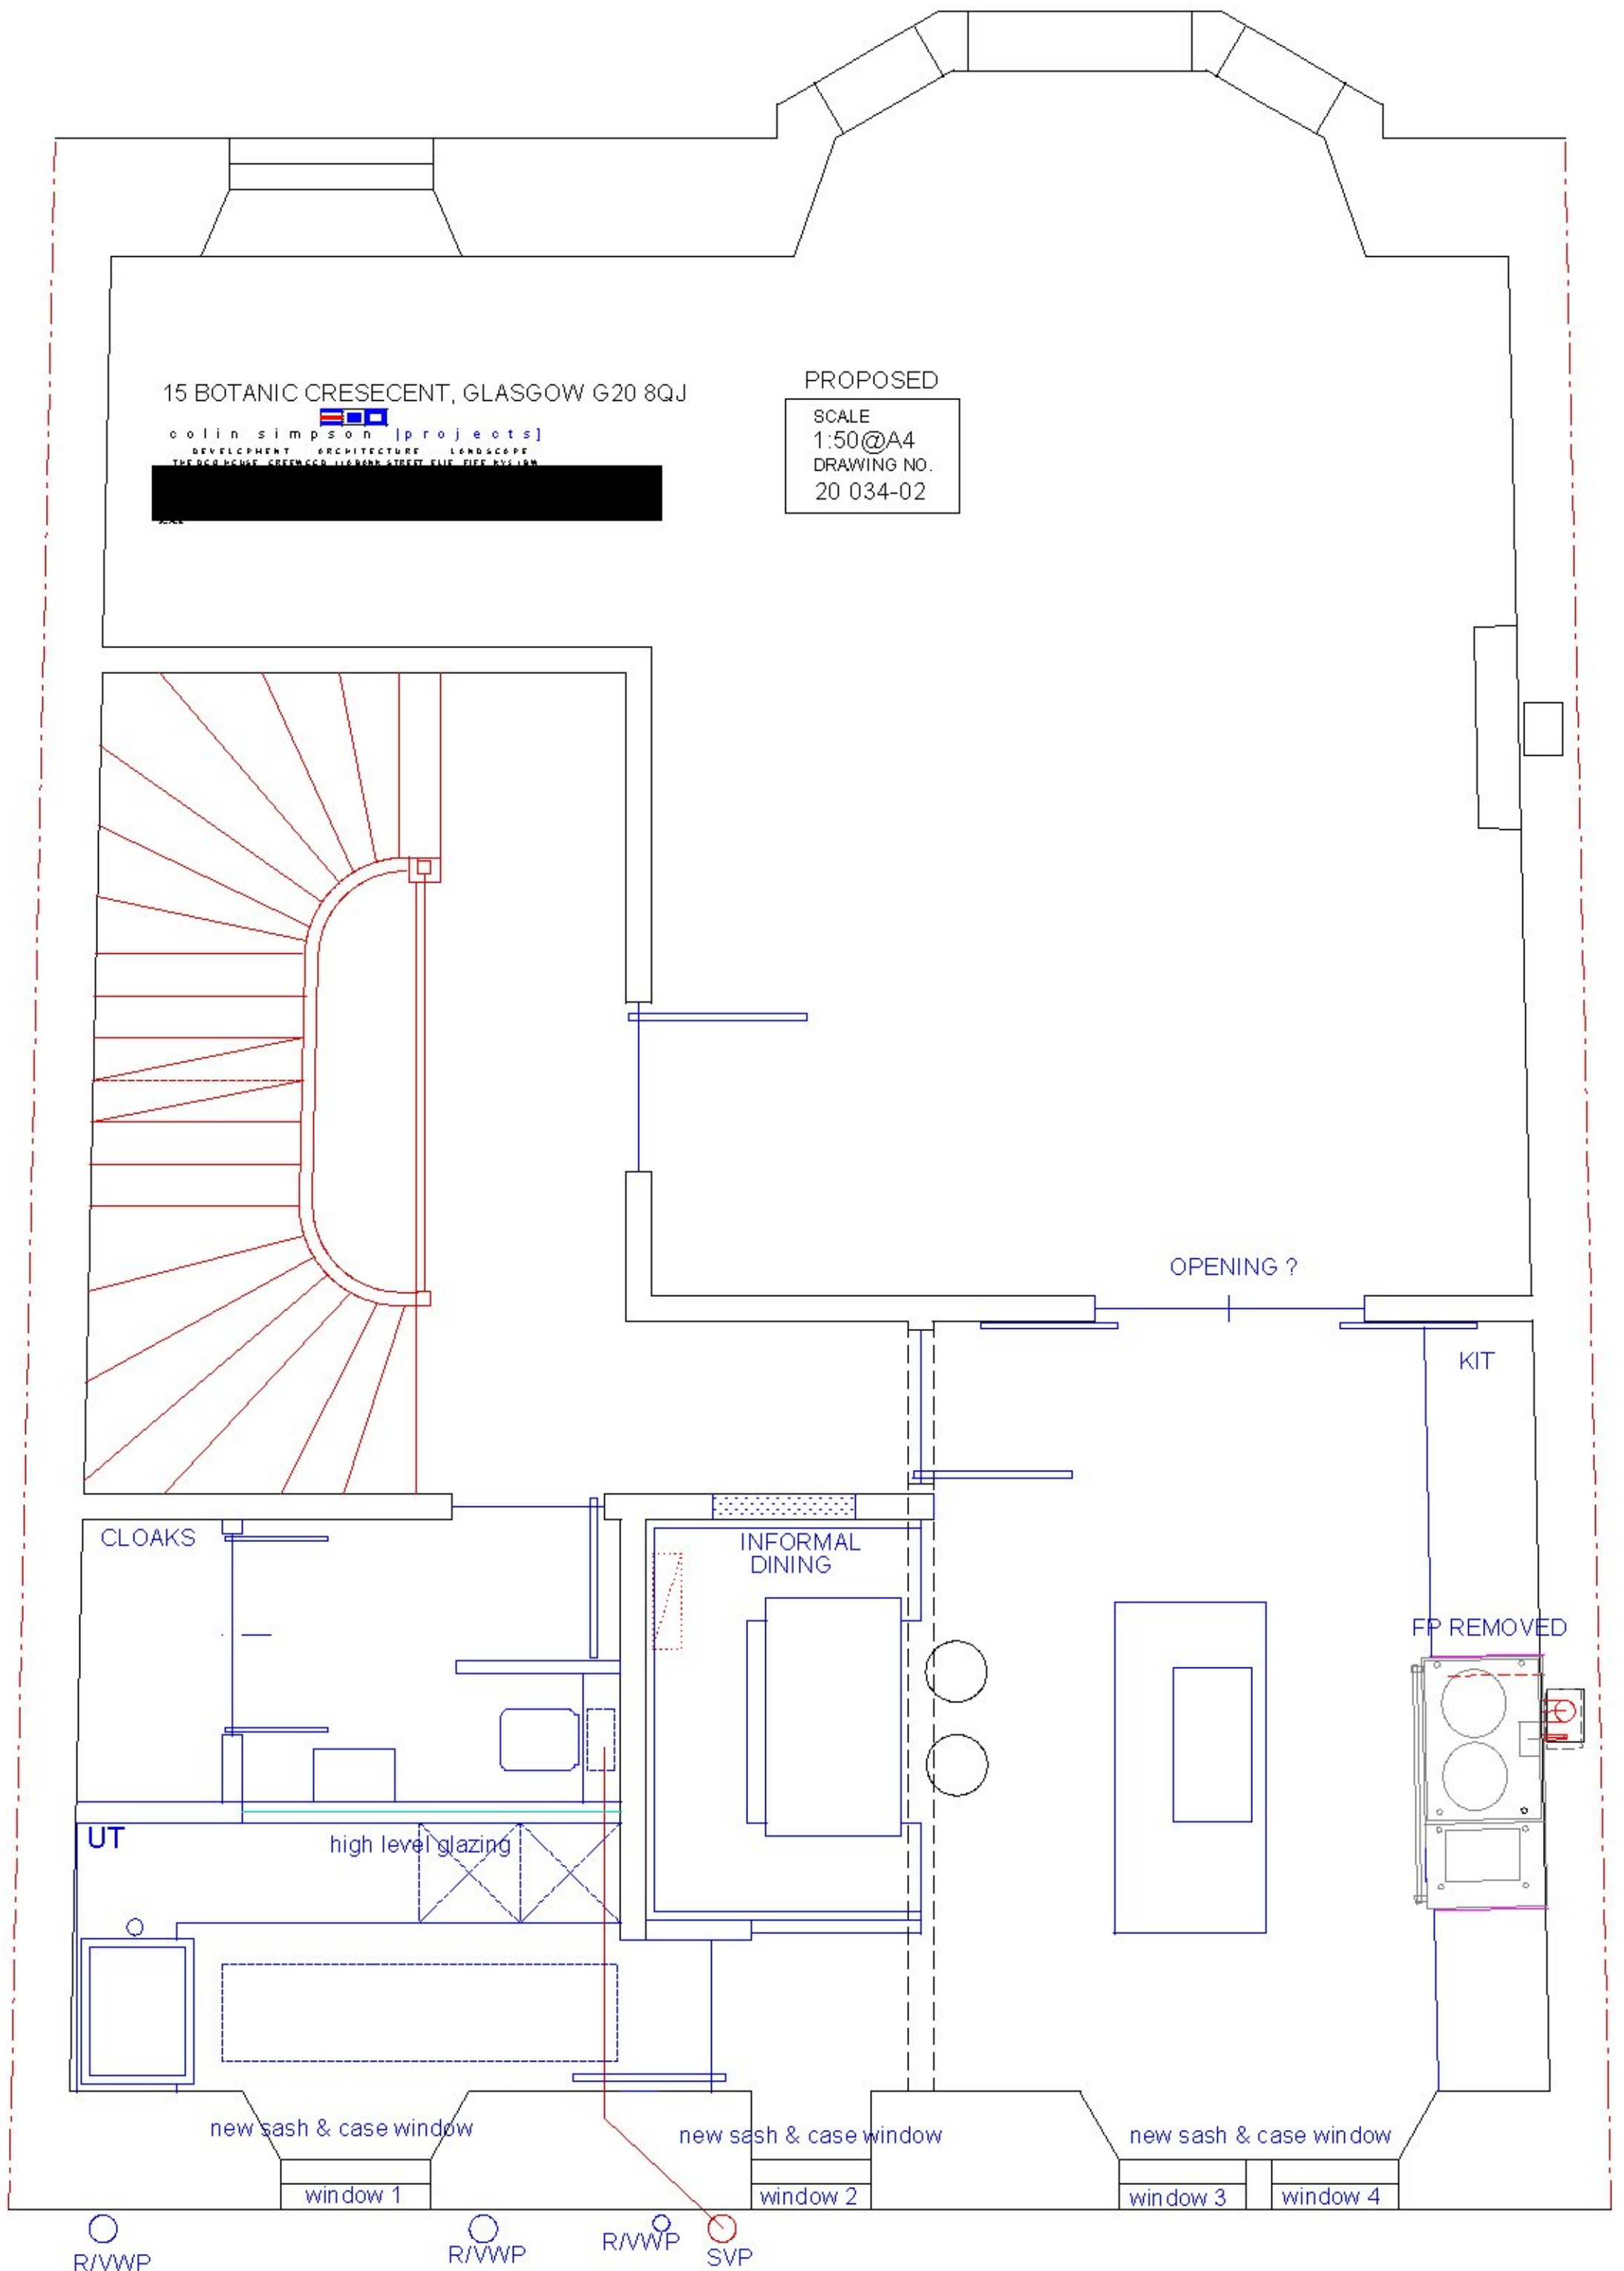 15 BOTANIC CRESECENT, GLASGOW G20 8QJ
colin simpson [projects]
DEVELOPMENT ARCHITECTURE LANDSCOPE
PROPOSED
SCALE
1:50@A4
DRAWING NO.
20 034-02
OPENING ?
KIT
CLOAKS
INFORMAL
DINING
FP REMOVED
UT
high level glazing
new sash & case window
new sash & case window
new sash & case window
window 1
window 2
window 3
window 4
R/VWP
R/VWP
R/VWP
SVP